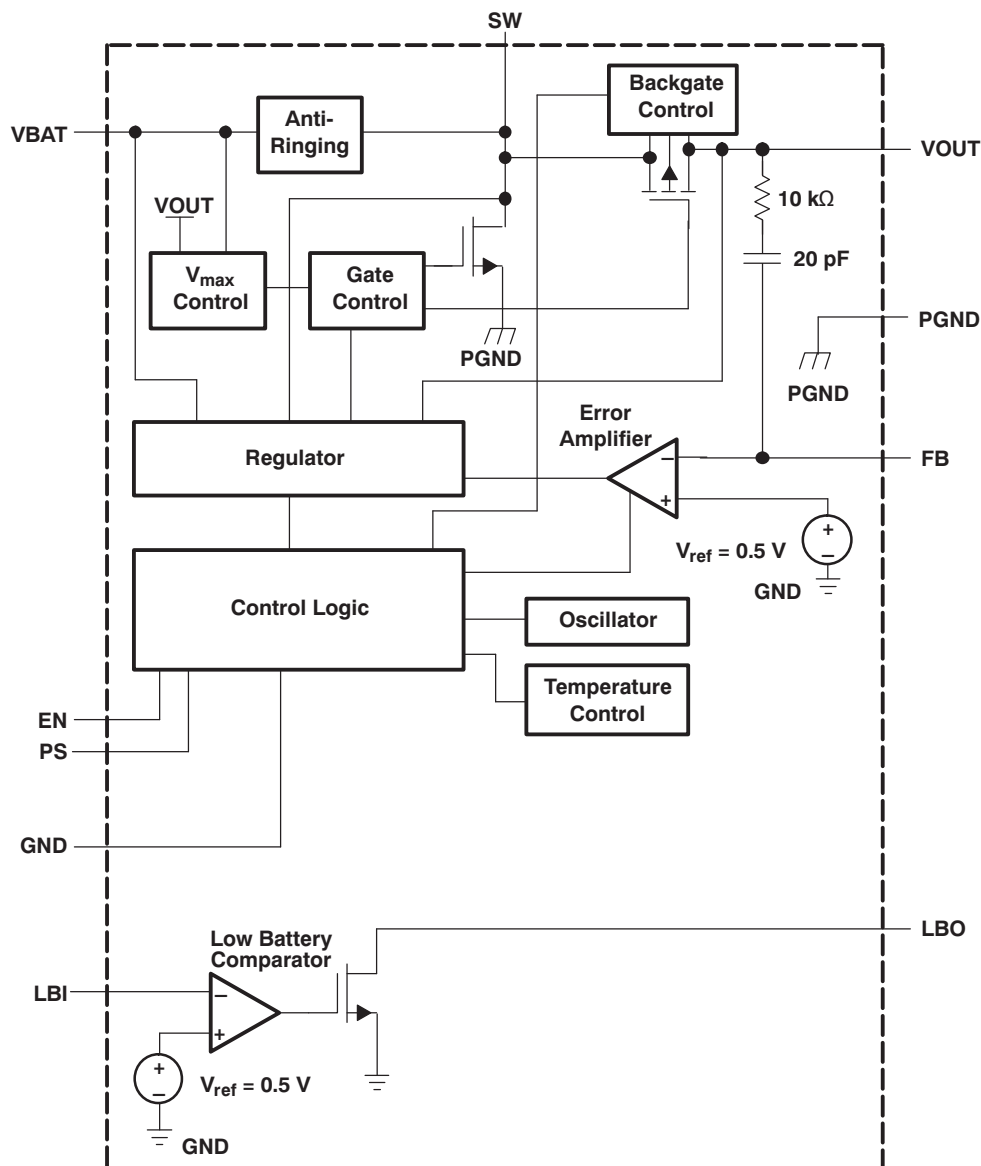 SW
Backgate
Control
VBAT
Anti-
Ringing
VOUT
VOUT
10 kΩ
20 pF
Vmax
Control
Gate
Control
PGND
PGND
PGND
Error
Amplifier
Regulator
−
+
FB
Vref = 0.5 V
+
−
GND
Control Logic
Oscillator
Temperature
Control
EN
PS
GND
Low Battery
Comparator
LBO
LBI
−
+
+
−
Vref = 0.5 V
GND